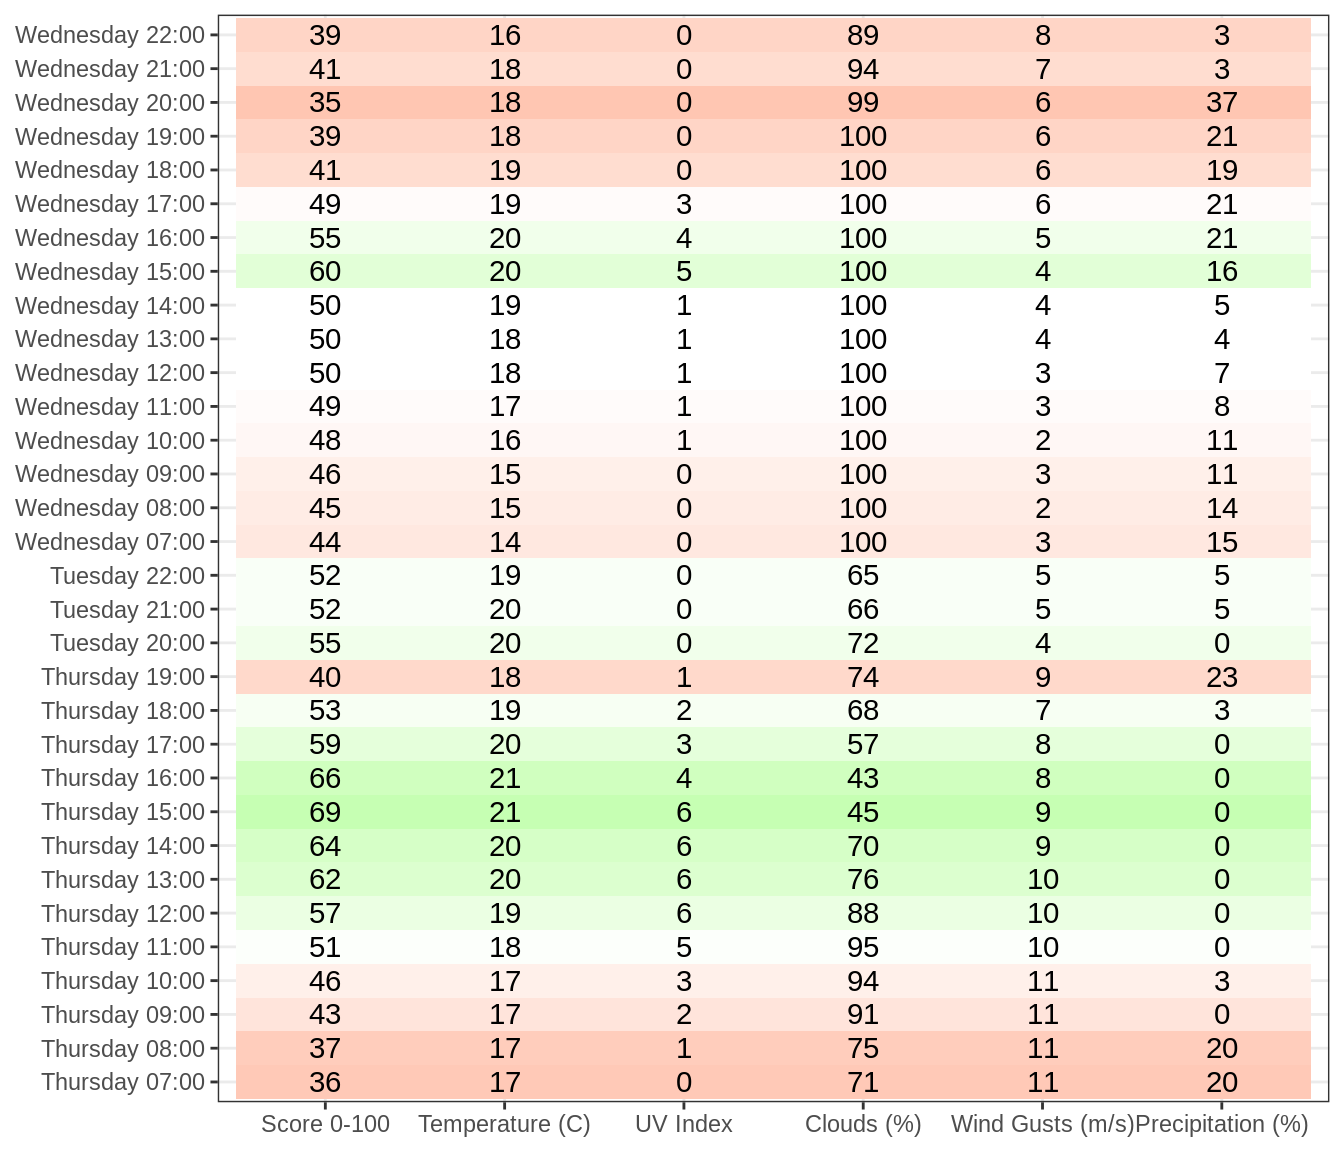 Wednesday 22:00 39 16 0 89 8 3
Wednesday 21:00 41 18 0 94 7 3
Wednesday 20:00 35 18 0 99 6 37
Wednesday 19:00 39 18 0 100 6 21
Wednesday 18:00 41 19 0 100 6 19
Wednesday 17:00 49 19 3 100 6 21
Wednesday 16:00 55 20 4 100 5 21
Wednesday 15:00 60 20 5 100 4 16
Wednesday 14:00 50 19 1 100 4 5
Wednesday 13:00 50 18 1 100 4 4
Wednesday 12:00 50 18 1 100 3 7
Wednesday 11:00 49 17 1 100 3 8
Wednesday 10:00 48 16 1 100 2 11
Wednesday 09:00 46 15 0 100 3 11
Wednesday 08:00 45 15 0 100 2 14
Wednesday 07:00 44 14 0 100 3 15
Tuesday 22:00 52 19 0 65 5 5
Tuesday 21:00 52 20 0 66 5 5
Tuesday 20:00 55 20 0 72 4 0
Thursday 19:00 40 18 1 74 9 23
Thursday 18:00 53 19 2 68 7 3
Thursday 17:00 59 20 3 57 8 0
Thursday 16:00 66 21 4 43 8 0
Thursday 15:00 69 21 6 45 9 0
Thursday 14:00 64 20 6 70 9 0
Thursday 13:00 62 20 6 76 10 0
Thursday 12:00 57 19 6 88 10 0
Thursday 11:00 51 18 5 95 10 0
Thursday 10:00 46 17 3 94 11 3
Thursday 09:00 43 17 2 91 11 0
Thursday 08:00 37 17 1 75 11 20
Thursday 07:00 36 17 0 71 11 20
Score 0-100 Temperature (C) UV Index Clouds (%) Wind Gusts (m/s) Precipitation (%)